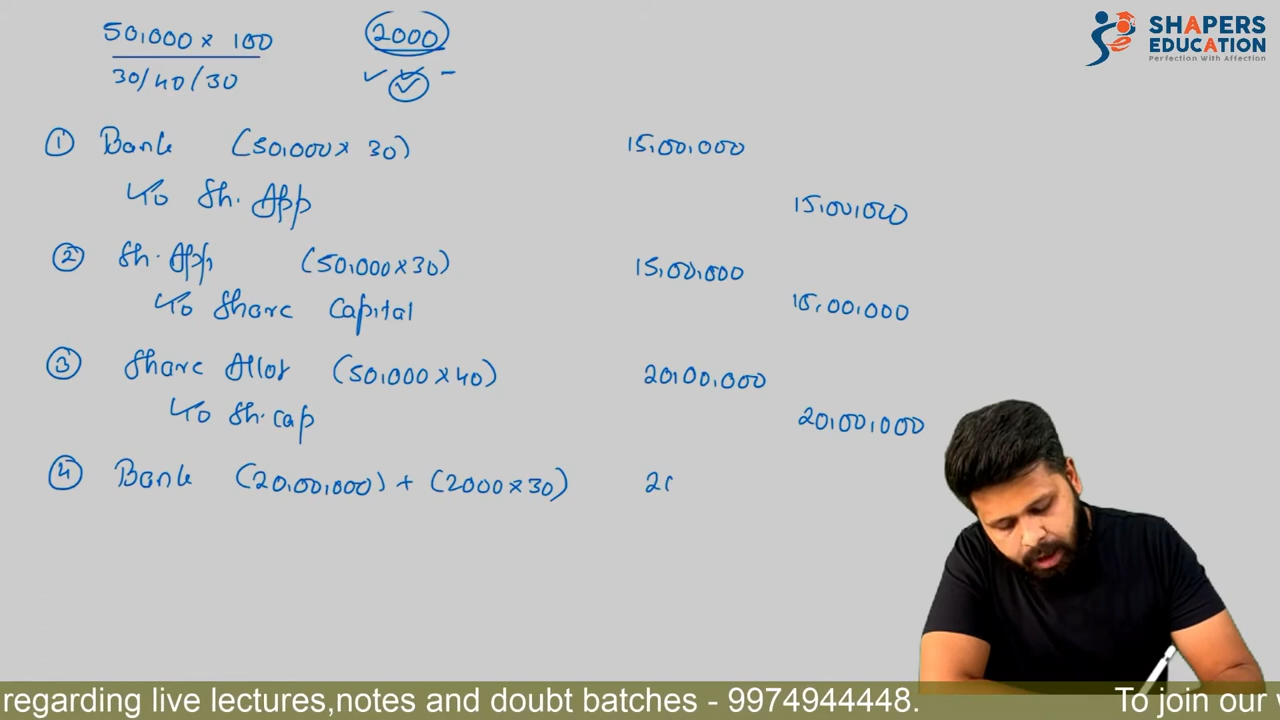 50,000 x 100
30/40/30
2000
SHAPERS
EDUCATION
Perfection With Affection
① Bank (50,000 x 30) 15,00,000
To Sh. App 15,00,000
② Sh. App (50,000 x 30) 15,00,000
To Share Capital 15,00,000
③ Share Allot (50,000 x 40) 20,00,000
To Sh. cap 20,00,000
④ Bank (20,00,000) + (2000 x 30) 20
regarding live lectures,notes and doubt batches - 9974944448. To join our